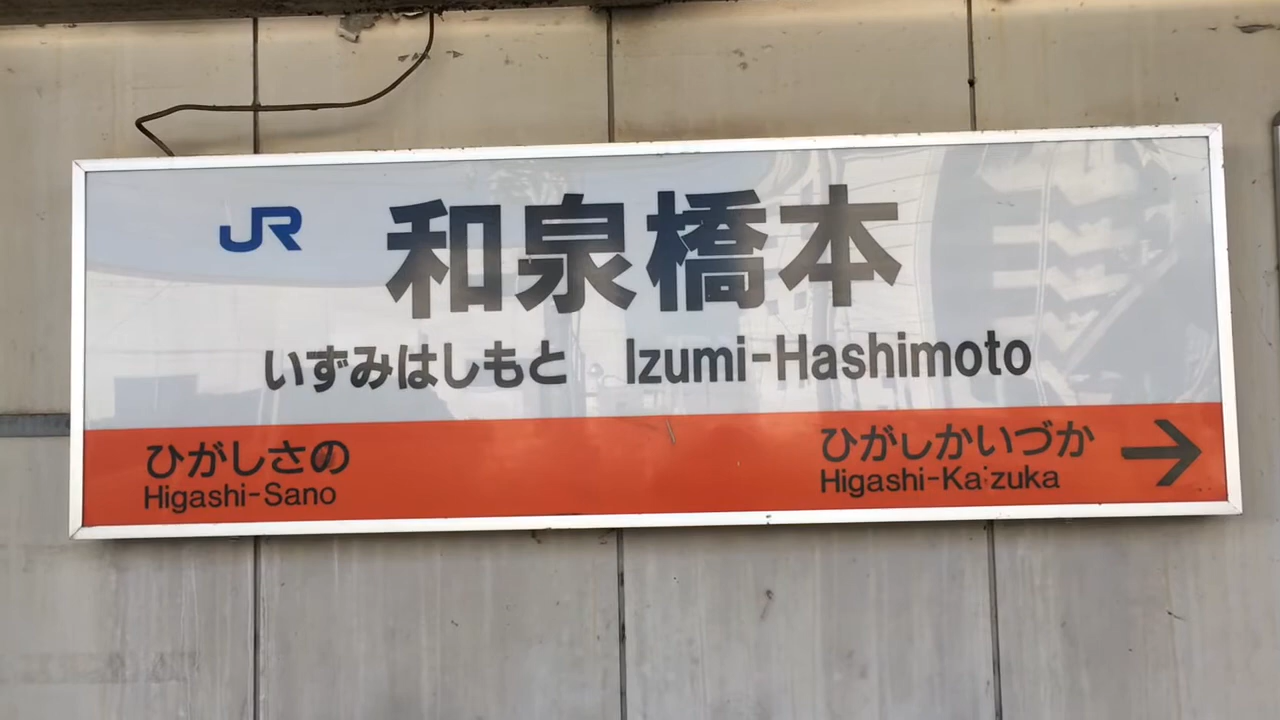 JR 和泉橋本
いずみはしもと Izumi-Hashimoto
ひがしさの
Higashi-Sano
ひがしかいづか →
Higashi-Kaizuka